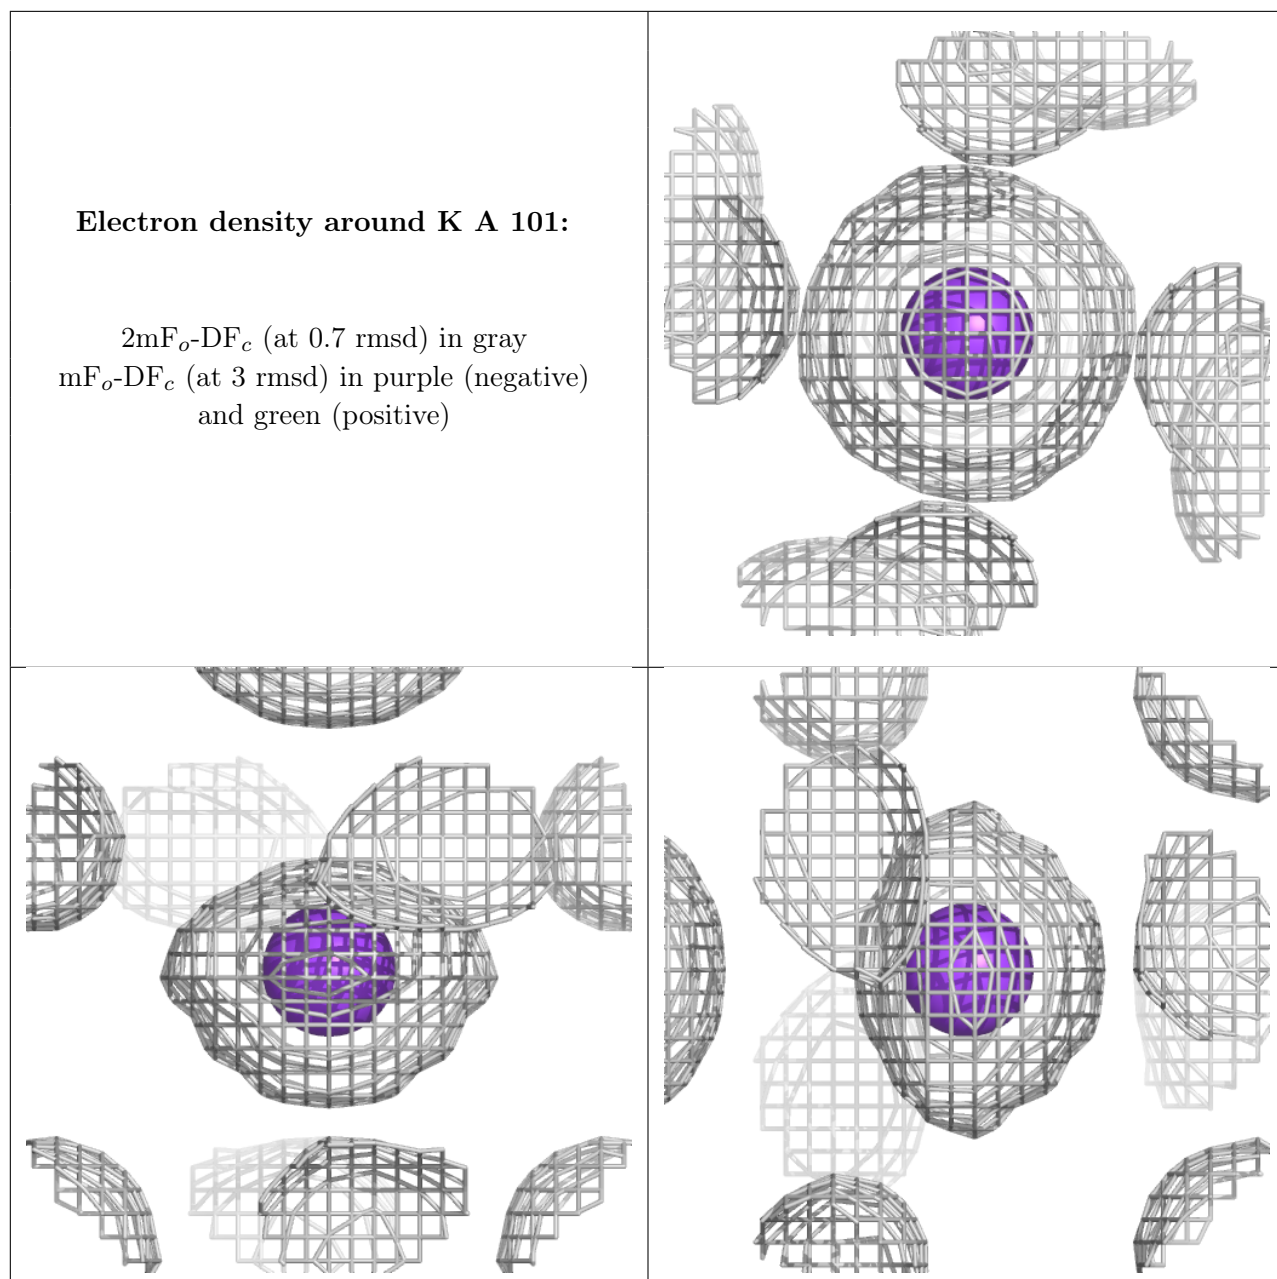 Electron density around K A 101:
2mFo-DFc (at 0.7 rmsd) in gray
mFo-DFc (at 3 rmsd) in purple (negative)
and green (positive)